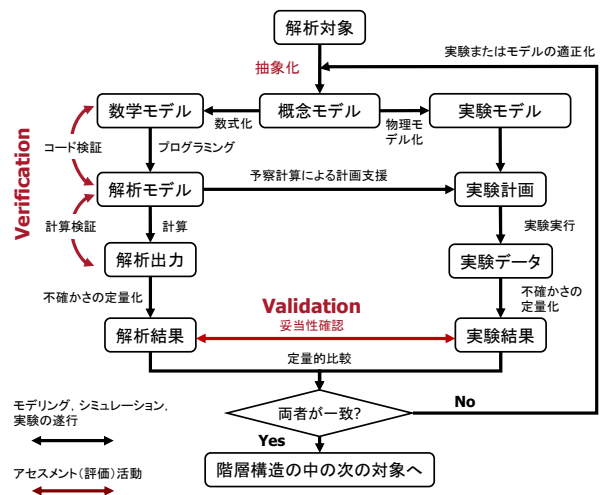 解析対象
実験またはモデルの適正化
抽象化
数学モデル
数式化
概念モデル
物理モ
デル化
実験モデル
Verification
コード検証
プログラミング
解析モデル
予察計算による計画支援
実験計画
計算検証
計算
実験実行
解析出力
実験データ
不確かさの定量化
Validation
妥当性確認
不確かさの
定量化
解析結果
実験結果
定量的比較
モデリング, シミュレーション,
実験の遂行
両者が一致?
No
Yes
アセスメント(評価)活動
階層構造の中の次の対象へ